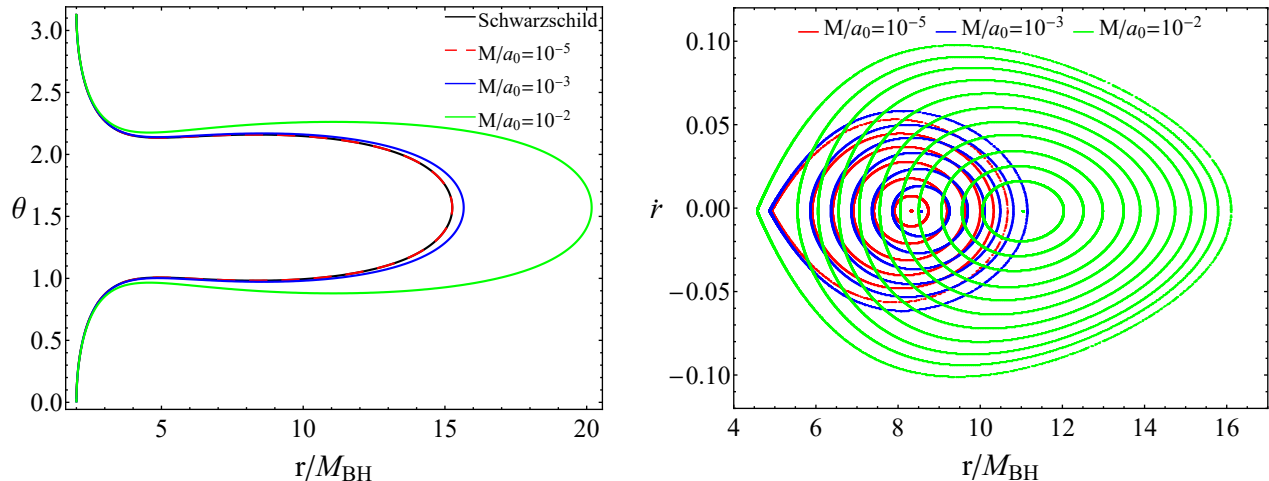 Schwarzschild
M/a₀=10⁻⁵
M/a₀=10⁻³
M/a₀=10⁻²
θ
3.0
2.5
2.0
1.5
1.0
0.5
0.0
5 10 15 20
r/M_BH
M/a₀=10⁻⁵ M/a₀=10⁻³ M/a₀=10⁻²
ṙ
0.10
0.05
0.00
−0.05
−0.10
4 6 8 10 12 14 16
r/M_BH